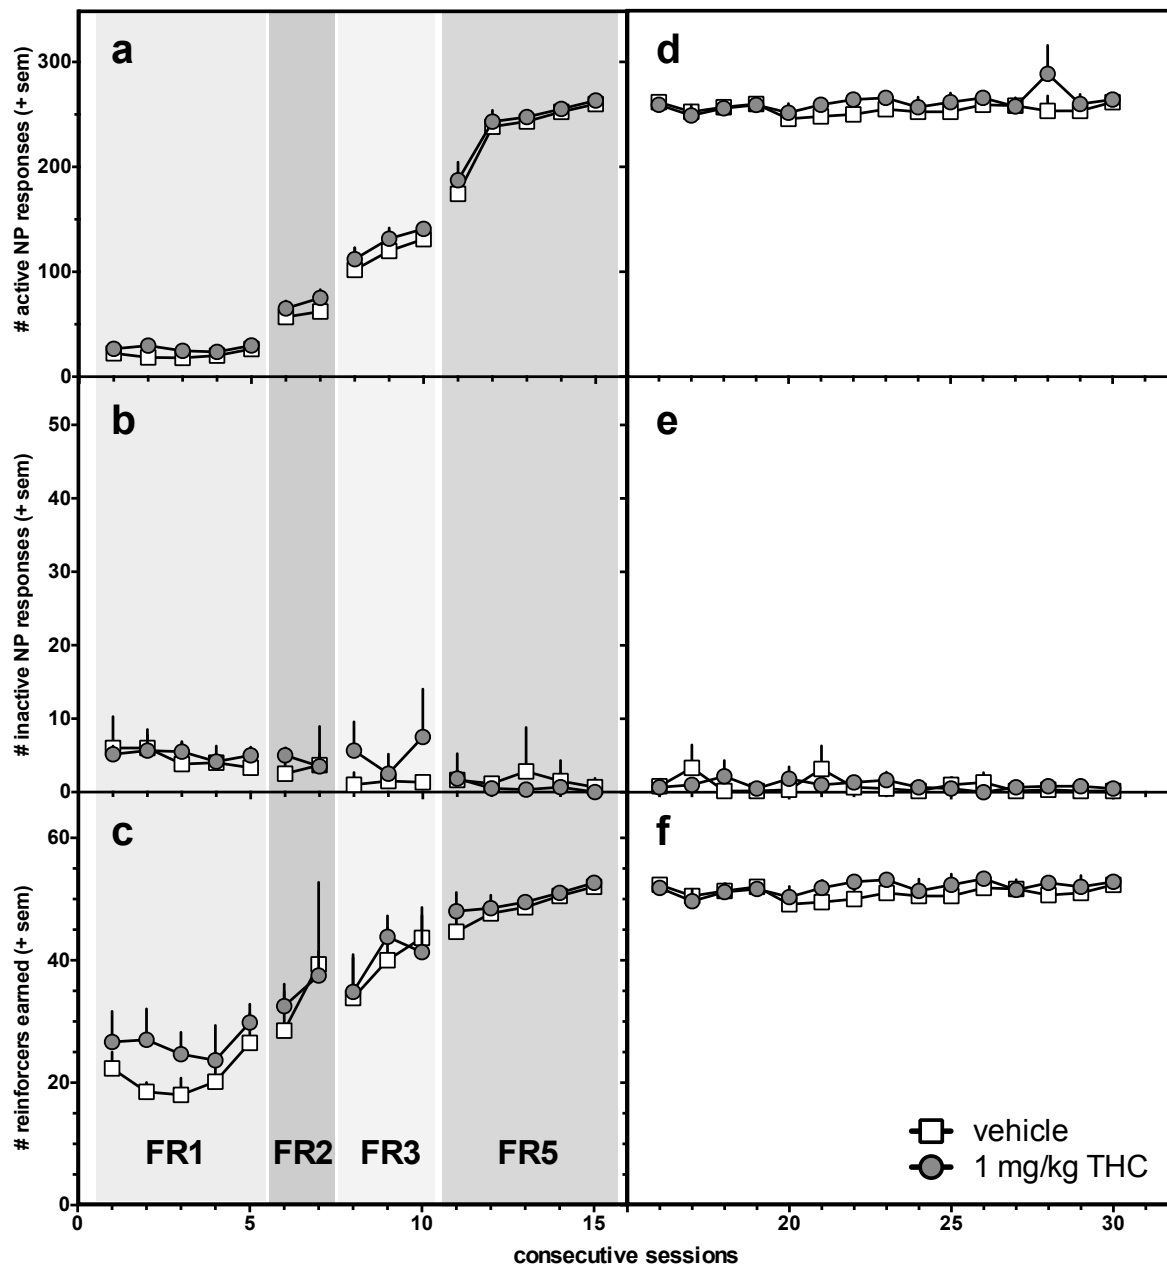 a
d
# active NP responses (+ sem)
300
200
100
0
b
e
# inactive NP responses (+ sem)
50
40
30
20
10
0
c
f
# reinforcers earned (+ sem)
60
40
20
0
FR1 FR2 FR3 FR5
vehicle
1 mg/kg THC
0 5 10 15 20 25 30
consecutive sessions